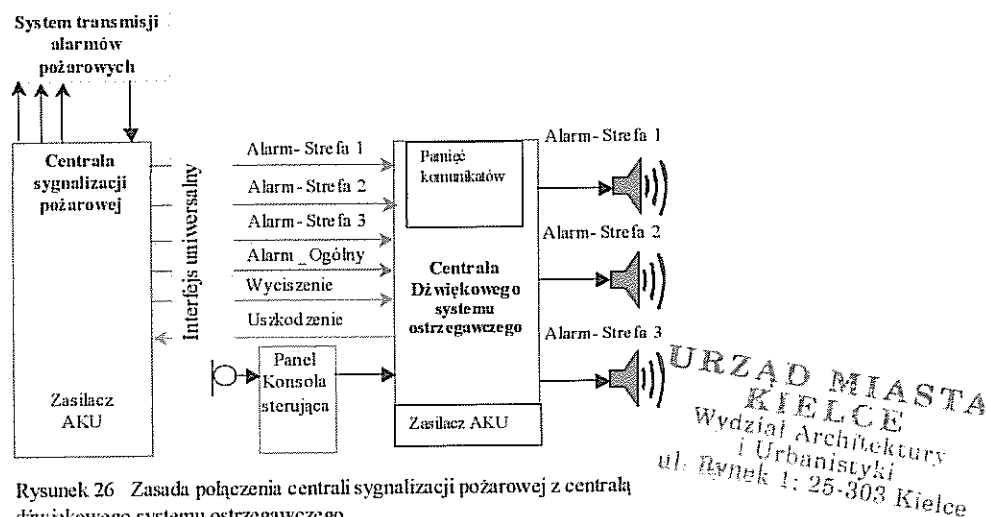 System transmisji
alarmów
pożarowych
Centrala
sygnalizacji
pożarowej
Zasilacz
AKU
Interfejs uniwersalny
Alarm- Strefa 1
Alarm- Strefa 2
Alarm- Strefa 3
Alarm _Ogólny
Wyciszenie
Uszkodzenie
Panel
Konsola
sterująca
Pamięć
komunikatów
Centrala
Dźwiękowego
systemu
ostrzegawczego
Zasilacz AKU
Alarm- Strefa 1
Alarm- Strefa 2
Alarm- Strefa 3
URZĄD MIASTA
KIELCE
Wydział Architektury
i Urbanistyki
ul. Rynek 1; 25-303 Kielce
Rysunek 26 Zasada połączenia centrali sygnalizacji pożarowej z centralą
dźwiękowego systemu ostrzegawczego